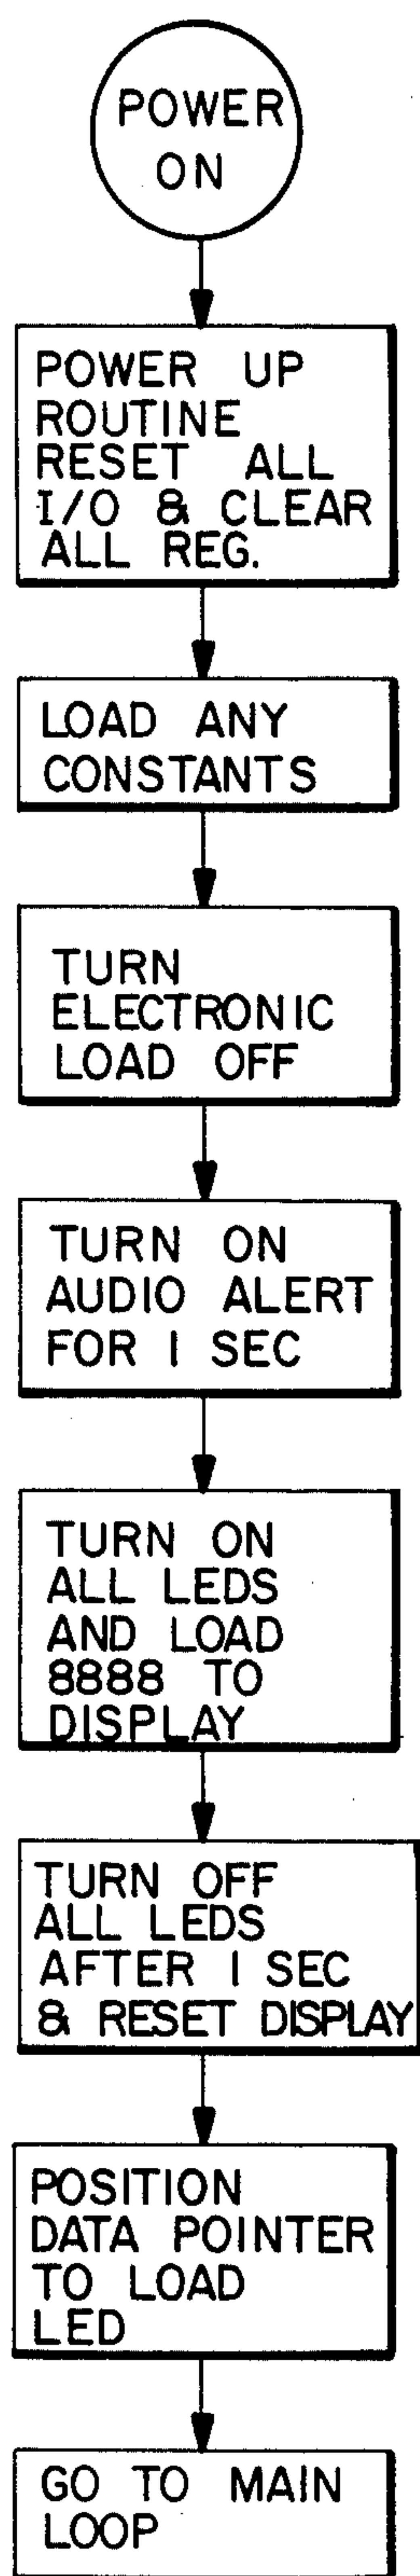 POWER
ON
POWER UP
ROUTINE
RESET ALL
I/O & CLEAR
ALL REG.
LOAD ANY
CONSTANTS
TURN
ELECTRONIC
LOAD OFF
TURN ON
AUDIO ALERT
FOR 1 SEC
TURN ON
ALL LEDS
AND LOAD
8888 TO
DISPLAY
TURN OFF
ALL LEDS
AFTER 1 SEC
& RESET DISPLAY
POSITION
DATA POINTER
TO LOAD
LED
GO TO MAIN
LOOP